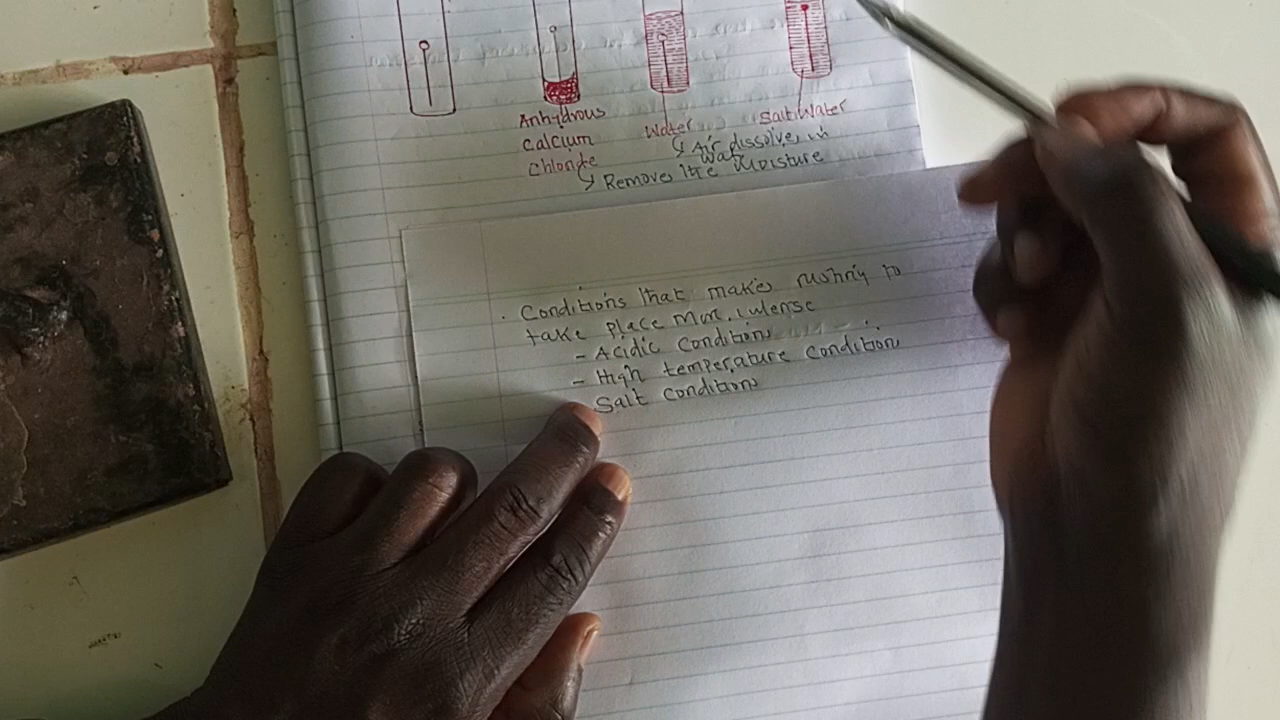 Anhydrous
Calcium
Chloride
Water
Salt Water
Air dissolve in
Water
Removes the Moisture
Conditions that makes rusting to
take place more intense
- Acidic Conditions
- High temperature Condition
- Salt Conditions